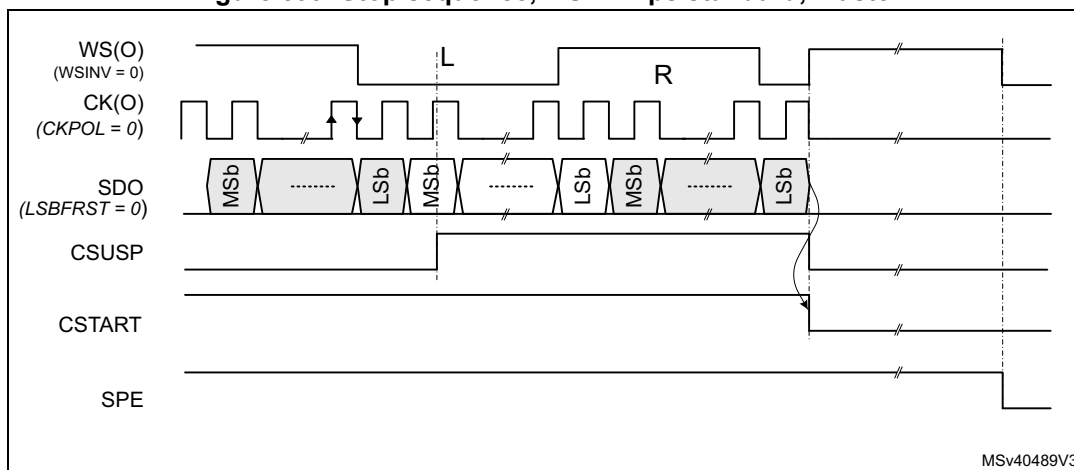 WS(O)
(WSINV = 0)
L
R
CK(O)
(CKPOL = 0)
SDO
(LSBFRST = 0)
MSb
--------
LSb
MSb
--------
LSb
MSb
--------
LSb
CSUSP
CSTART
SPE
MSv40489V3